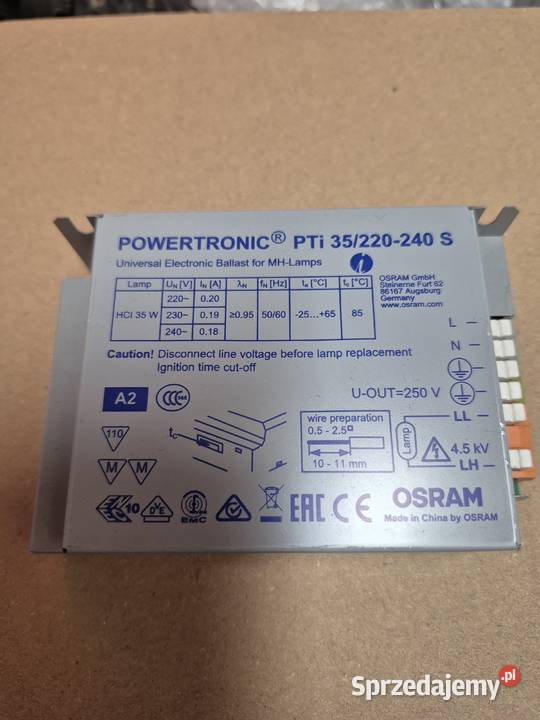 POWERTRONIC® PTi 35/220-240 S
Universal Electronic Ballast for MH-Lamps
i
OSRAM GmbH
Steinerne Furt 62
86167 Augsburg
Germany
www.osram.com
Lamp UN [V] IN [A] λN fN [Hz] ta [°C] tc [°C]
HCI 35 W 220~ 0.20 ≥0.95 50/60 -25...+65 85
230~ 0.19
240~ 0.18
Caution! Disconnect line voltage before lamp replacement
Ignition time cut-off
L
N
U-OUT=250 V
LL
Lamp
4.5 kV
LH
A2
CCC
110
M M
tc
wire preparation
0.5 - 2.5
10 - 11 mm
10
DVE
EMC
EAC CE
OSRAM
Made in China by OSRAM
Sprzedajemy.pl